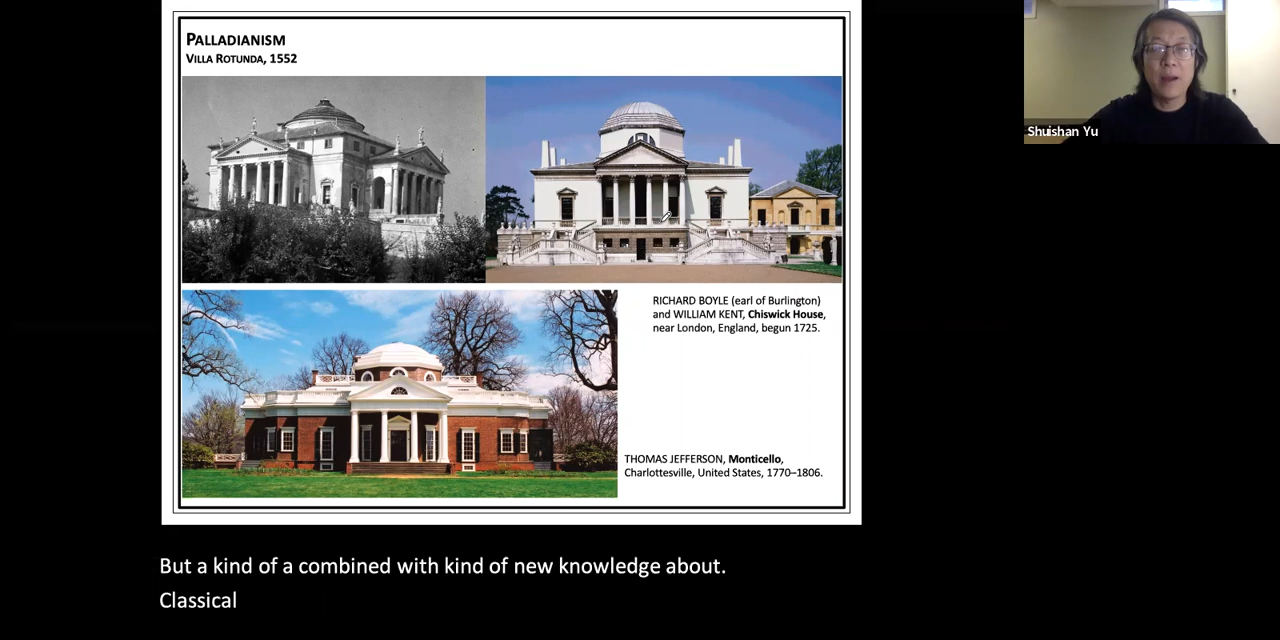 PALLADIANISM
VILLA ROTUNDA, 1552
Shuishan Yu
RICHARD BOYLE (earl of Burlington)
and WILLIAM KENT, Chiswick House,
near London, England, begun 1725.
THOMAS JEFFERSON, Monticello,
Charlottesville, United States, 1770–1806.
But a kind of a combined with kind of new knowledge about.
Classical